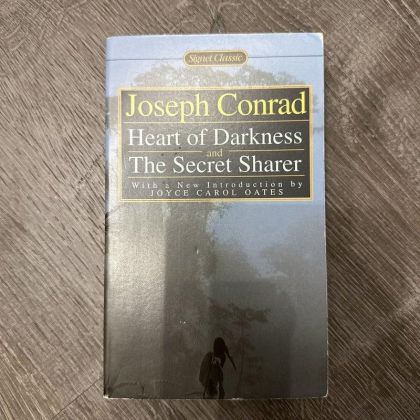 Signet Classic
Joseph Conrad
Heart of Darkness
and
The Secret Sharer
With a New Introduction by
JOYCE CAROL OATES